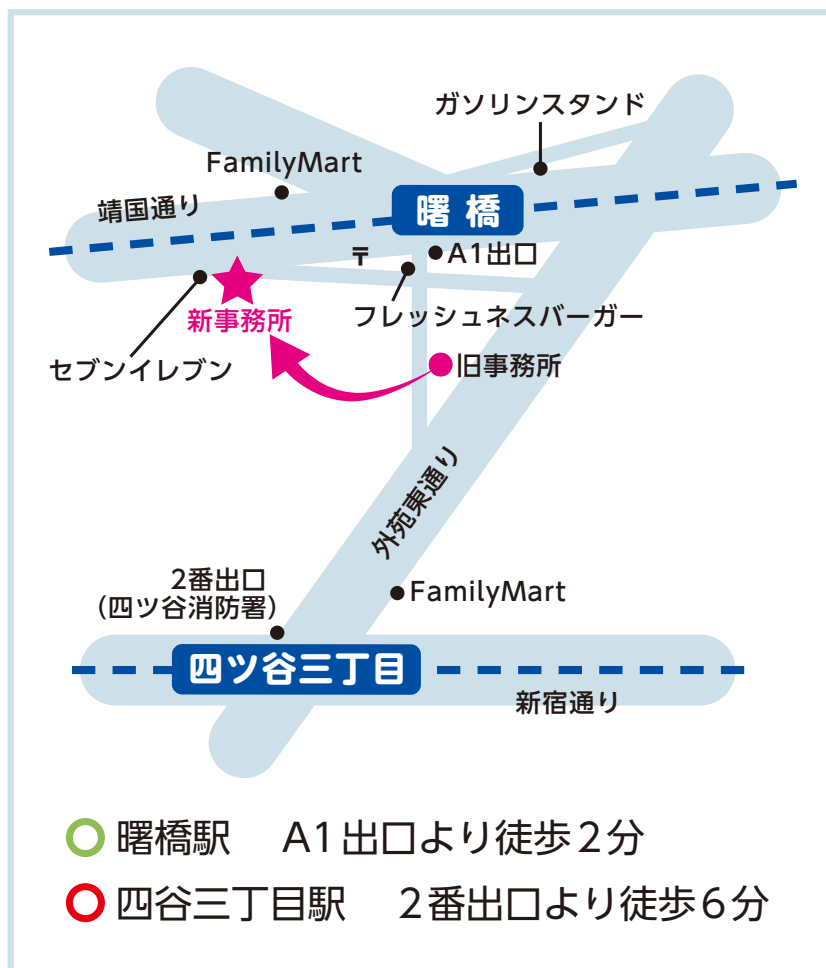 ガソリンスタンド
FamilyMart
靖国通り
曙橋
〒
A1出口
新事務所
フレッシュネスバーガー
セブンイレブン
旧事務所
外苑東通り
2番出口
(四ツ谷消防署)
FamilyMart
四ツ谷三丁目
新宿通り
曙橋駅 A1出口より徒歩2分
四谷三丁目駅 2番出口より徒歩6分